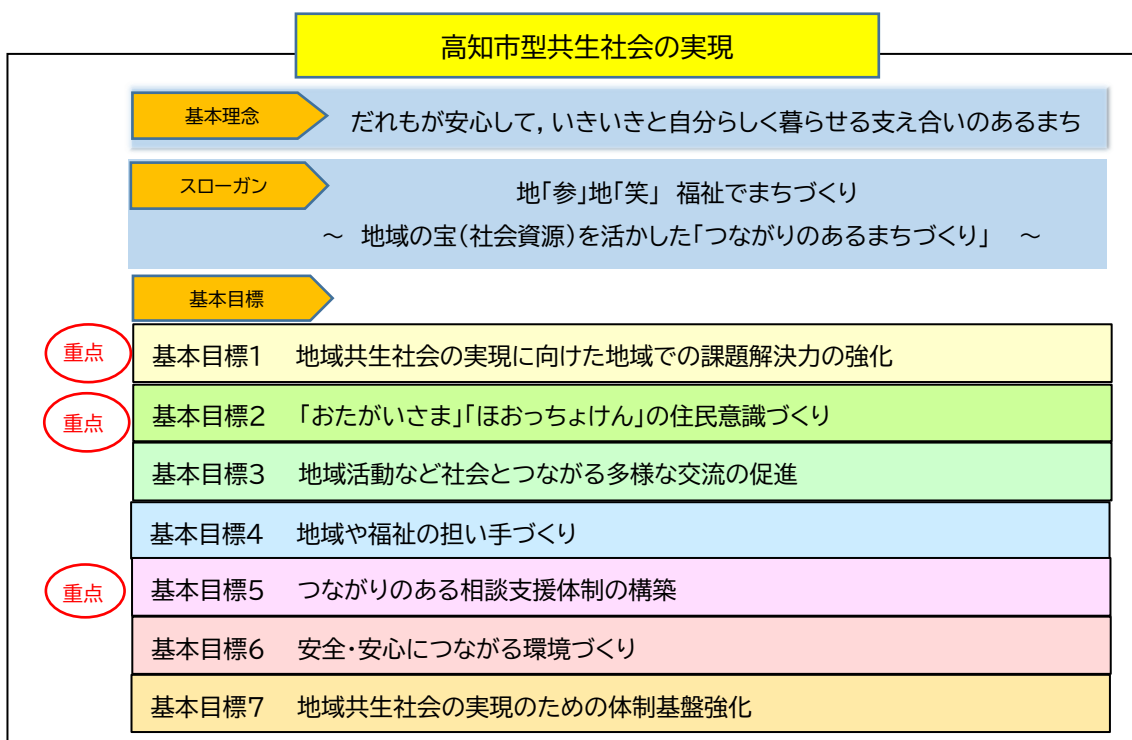 高知市型共生社会の実現
基本理念
だれもが安心して，いきいきと自分らしく暮らせる支え合いのあるまち
スローガン
地「参」地「笑」 福祉でまちづくり
～ 地域の宝（社会資源）を活かした「つながりのあるまちづくり」 ～
基本目標
重点
基本目標１ 地域共生社会の実現に向けた地域での課題解決力の強化
重点
基本目標２ 「おたがいさま」「ほおっちょけん」の住民意識づくり
基本目標３ 地域活動など社会とつながる多様な交流の促進
基本目標４ 地域や福祉の担い手づくり
重点
基本目標５ つながりのある相談支援体制の構築
基本目標６ 安全・安心につながる環境づくり
基本目標７ 地域共生社会の実現のための体制基盤強化